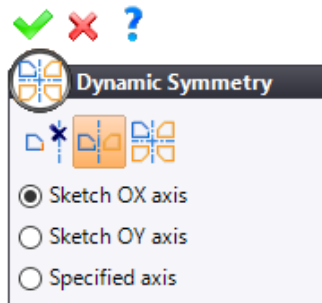 Dynamic Symmetry
Sketch OX axis
Sketch OY axis
Specified axis